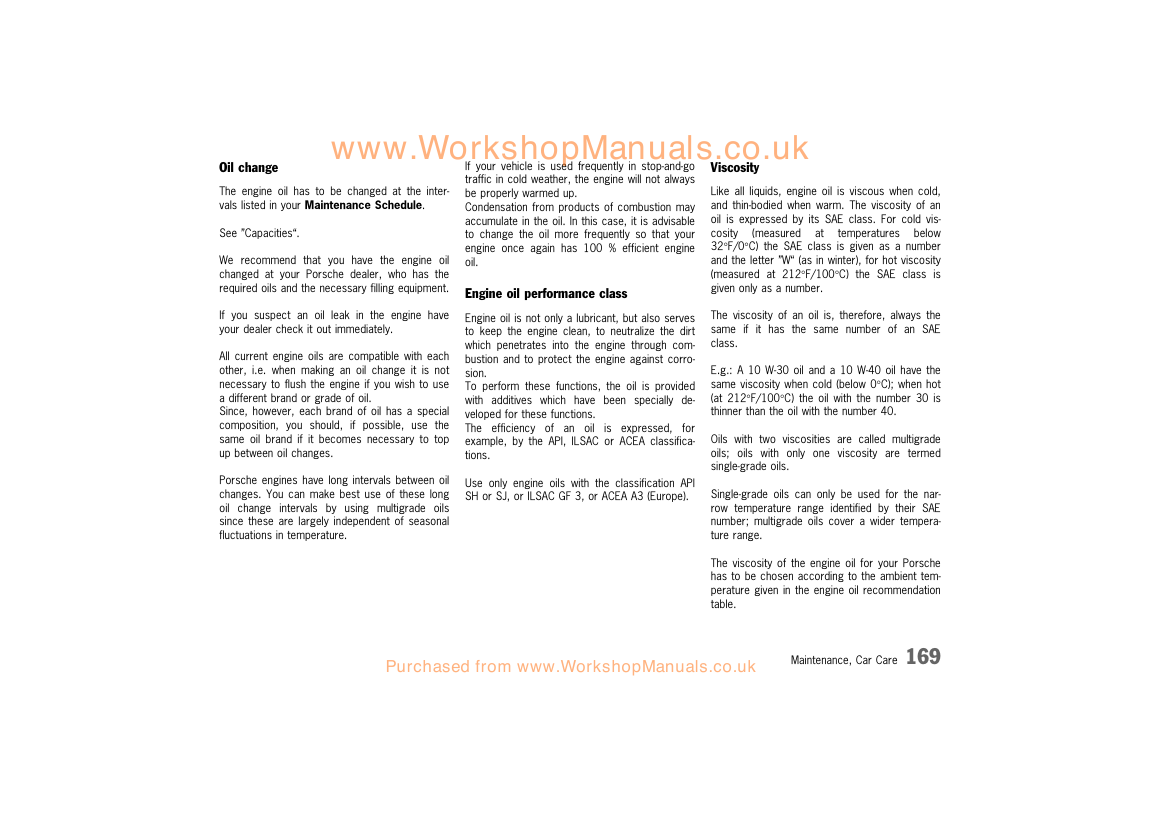 www.WorkshopManuals.co.uk
Oil change
The engine oil has to be changed at the inter-
vals listed in your Maintenance Schedule.
See ”Capacities“.
We recommend that you have the engine oil
changed at your Porsche dealer, who has the
required oils and the necessary filling equipment.
If you suspect an oil leak in the engine have
your dealer check it out immediately.
All current engine oils are compatible with each
other, i.e. when making an oil change it is not
necessary to flush the engine if you wish to use
a different brand or grade of oil.
Since, however, each brand of oil has a special
composition, you should, if possible, use the
same oil brand if it becomes necessary to top
up between oil changes.
Porsche engines have long intervals between oil
changes. You can make best use of these long
oil change intervals by using multigrade oils
since these are largely independent of seasonal
fluctuations in temperature.
If your vehicle is used frequently in stop-and-go
traffic in cold weather, the engine will not always
be properly warmed up.
Condensation from products of combustion may
accumulate in the oil. In this case, it is advisable
to change the oil more frequently so that your
engine once again has 100 % efficient engine
oil.
Engine oil performance class
Engine oil is not only a lubricant, but also serves
to keep the engine clean, to neutralize the dirt
which penetrates into the engine through com-
bustion and to protect the engine against corro-
sion.
To perform these functions, the oil is provided
with additives which have been specially de-
veloped for these functions.
The efficiency of an oil is expressed, for
example, by the API, ILSAC or ACEA classifica-
tions.
Use only engine oils with the classification API
SH or SJ, or ILSAC GF 3, or ACEA A3 (Europe).
Viscosity
Like all liquids, engine oil is viscous when cold,
and thin-bodied when warm. The viscosity of an
oil is expressed by its SAE class. For cold vis-
cosity (measured at temperatures below
32°F/0°C) the SAE class is given as a number
and the letter ”W“ (as in winter), for hot viscosity
(measured at 212°F/100°C) the SAE class is
given only as a number.
The viscosity of an oil is, therefore, always the
same if it has the same number of an SAE
class.
E.g.: A 10 W-30 oil and a 10 W-40 oil have the
same viscosity when cold (below 0°C); when hot
(at 212°F/100°C) the oil with the number 30 is
thinner than the oil with the number 40.
Oils with two viscosities are called multigrade
oils; oils with only one viscosity are termed
single-grade oils.
Single-grade oils can only be used for the nar-
row temperature range identified by their SAE
number; multigrade oils cover a wider tempera-
ture range.
The viscosity of the engine oil for your Porsche
has to be chosen according to the ambient tem-
perature given in the engine oil recommendation
table.
Maintenance, Car Care 169
Purchased from www.WorkshopManuals.co.uk